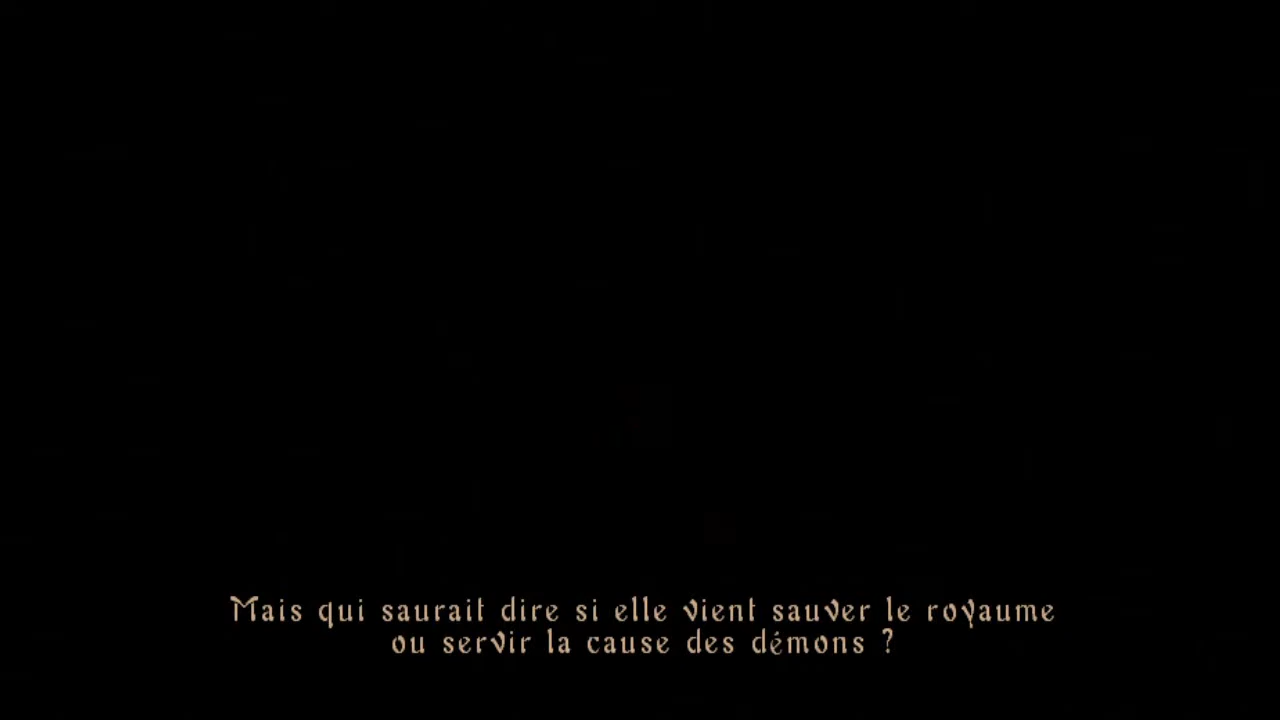 Mais qui saurait dire si elle vient sauver le royaume
ou servir la cause des démons ?